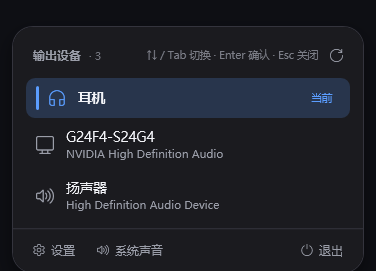 输出设备 · 3 ↑↓ / Tab 切换 · Enter 确认 · Esc 关闭
耳机 当前
G24F4-S24G4
NVIDIA High Definition Audio
扬声器
High Definition Audio Device
设置 系统声音 退出